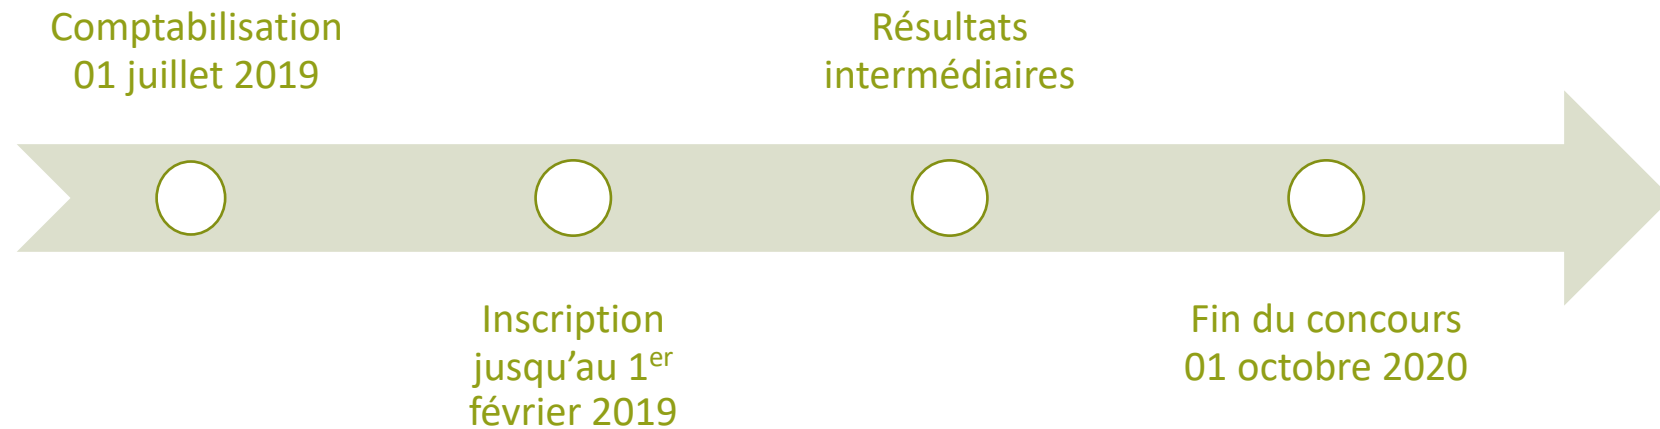 Comptabilisation
01 juillet 2019
Inscription
jusqu’au 1er
février 2019
Résultats
intermédiaires
Fin du concours
01 octobre 2020